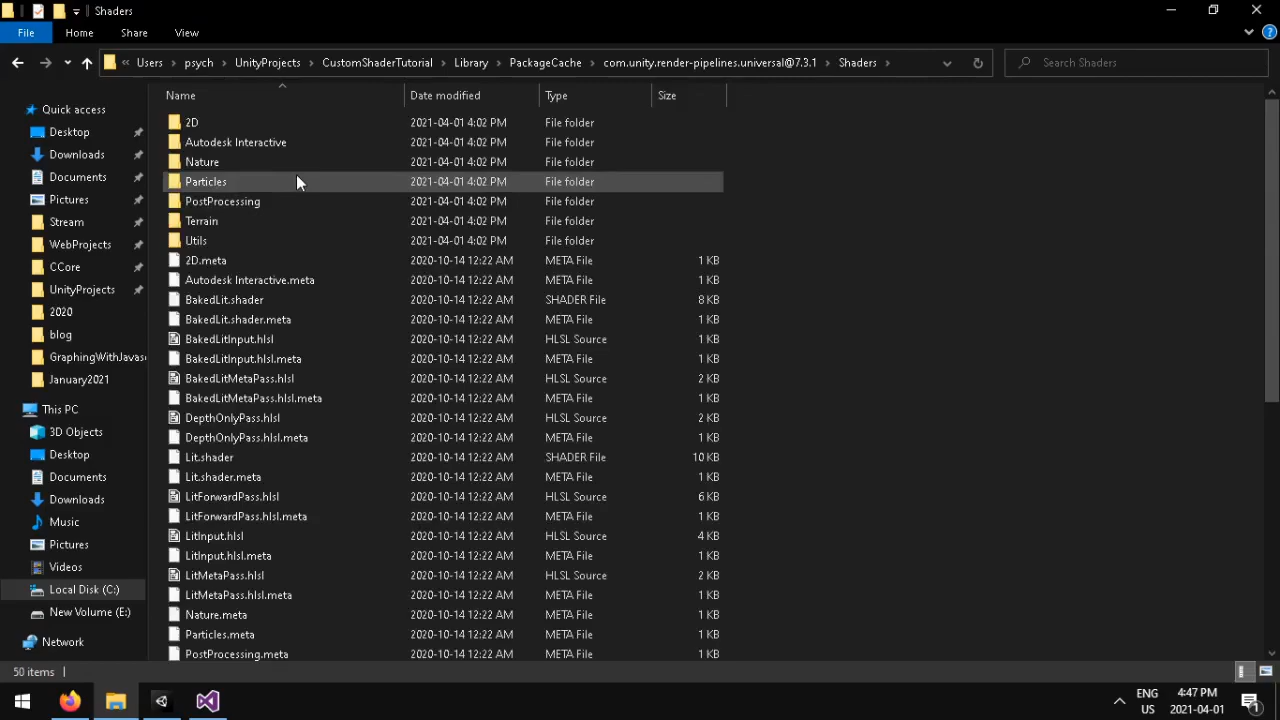 Shaders
File Home Share View
« Users > psych > UnityProjects > CustomShaderTutorial > Library > PackageCache > com.unity.render-pipelines.universal@7.3.1 > Shaders >
Search Shaders
Name Date modified Type Size
Quick access
Desktop
Downloads
Documents
Pictures
Stream
WebProjects
CCore
UnityProjects
2020
blog
GraphingWithJavas
January2021
This PC
3D Objects
Desktop
Documents
Downloads
Music
Pictures
Videos
Local Disk (C:)
New Volume (E:)
Network
2D 2021-04-01 4:02 PM File folder
Autodesk Interactive 2021-04-01 4:02 PM File folder
Nature 2021-04-01 4:02 PM File folder
Particles 2021-04-01 4:02 PM File folder
PostProcessing 2021-04-01 4:02 PM File folder
Terrain 2021-04-01 4:02 PM File folder
Utils 2021-04-01 4:02 PM File folder
2D.meta 2020-10-14 12:22 AM META File 1 KB
Autodesk Interactive.meta 2020-10-14 12:22 AM META File 1 KB
BakedLit.shader 2020-10-14 12:22 AM SHADER File 8 KB
BakedLit.shader.meta 2020-10-14 12:22 AM META File 1 KB
BakedLitInput.hlsl 2020-10-14 12:22 AM HLSL Source 1 KB
BakedLitInput.hlsl.meta 2020-10-14 12:22 AM META File 1 KB
BakedLitMetaPass.hlsl 2020-10-14 12:22 AM HLSL Source 2 KB
BakedLitMetaPass.hlsl.meta 2020-10-14 12:22 AM META File 1 KB
DepthOnlyPass.hlsl 2020-10-14 12:22 AM HLSL Source 2 KB
DepthOnlyPass.hlsl.meta 2020-10-14 12:22 AM META File 1 KB
Lit.shader 2020-10-14 12:22 AM SHADER File 10 KB
Lit.shader.meta 2020-10-14 12:22 AM META File 1 KB
LitForwardPass.hlsl 2020-10-14 12:22 AM HLSL Source 6 KB
LitForwardPass.hlsl.meta 2020-10-14 12:22 AM META File 1 KB
LitInput.hlsl 2020-10-14 12:22 AM HLSL Source 4 KB
LitInput.hlsl.meta 2020-10-14 12:22 AM META File 1 KB
LitMetaPass.hlsl 2020-10-14 12:22 AM HLSL Source 2 KB
LitMetaPass.hlsl.meta 2020-10-14 12:22 AM META File 1 KB
Nature.meta 2020-10-14 12:22 AM META File 1 KB
Particles.meta 2020-10-14 12:22 AM META File 1 KB
PostProcessing.meta 2020-10-14 12:22 AM META File 1 KB
50 items
ENG 4:47 PM
US 2021-04-01
1